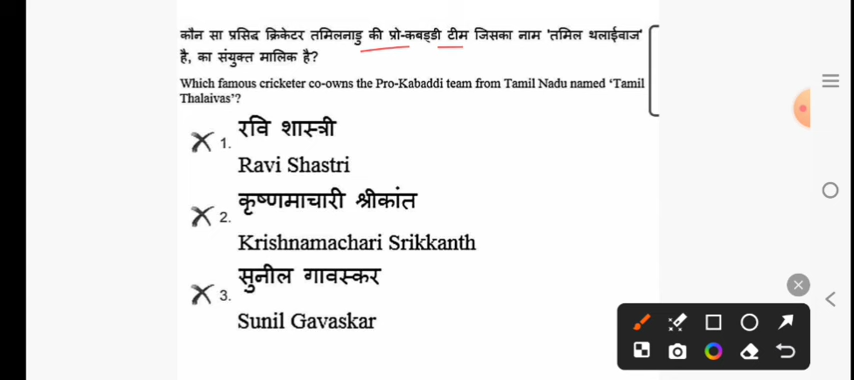 कौन सा प्रसिद्ध क्रिकेटर तमिलनाडु की प्रो-कबड्डी टीम जिसका नाम 'तमिल थलाईवाज'
है, का संयुक्त मालिक है?
Which famous cricketer co-owns the Pro-Kabaddi team from Tamil Nadu named ‘Tamil
Thalaivas’?
1. रवि शास्त्री
Ravi Shastri
2. कृष्णमाचारी श्रीकांत
Krishnamachari Srikkanth
3. सुनील गावस्कर
Sunil Gavaskar